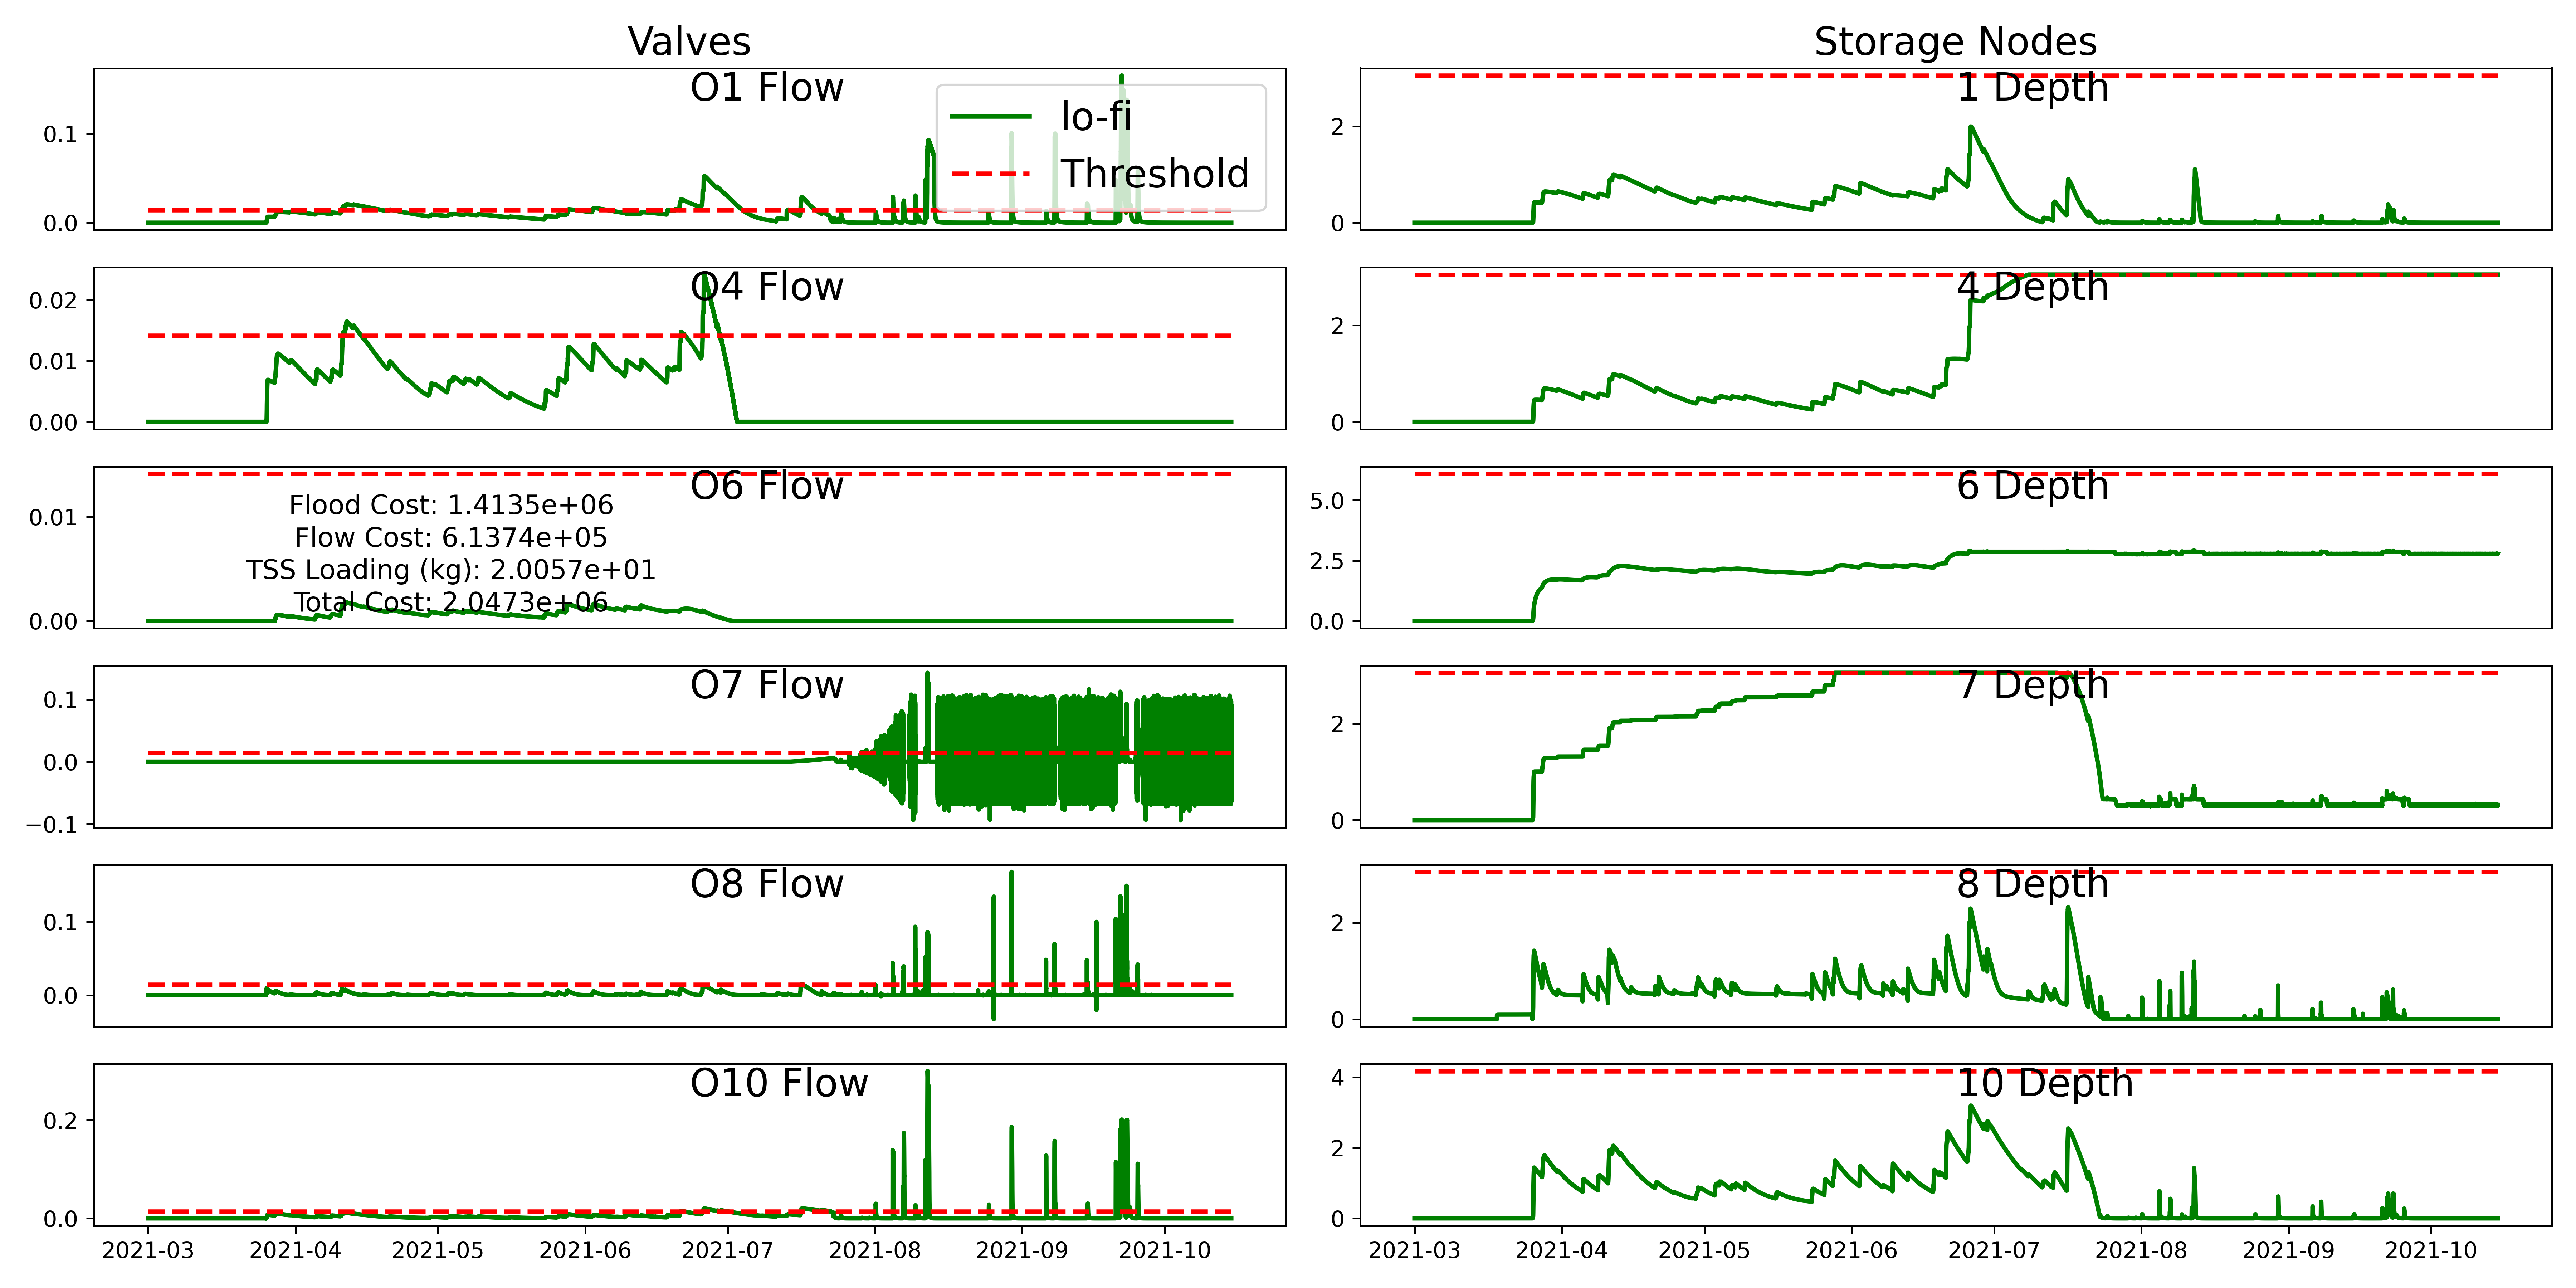 Valves
Storage Nodes
O1 Flow
lo-fi
Threshold
0.1
0.0
1 Depth
2
0
O4 Flow
0.02
0.01
0.00
4 Depth
2
0
O6 Flow
0.01
0.00
Flood Cost: 1.4135e+06
Flow Cost: 6.1374e+05
TSS Loading (kg): 2.0057e+01
Total Cost: 2.0473e+06
6 Depth
5.0
2.5
0.0
O7 Flow
0.1
0.0
−0.1
7 Depth
2
0
O8 Flow
0.1
0.0
8 Depth
2
0
O10 Flow
0.2
0.0
2021-03 2021-04 2021-05 2021-06 2021-07 2021-08 2021-09 2021-10
10 Depth
4
2
0
2021-03 2021-04 2021-05 2021-06 2021-07 2021-08 2021-09 2021-10